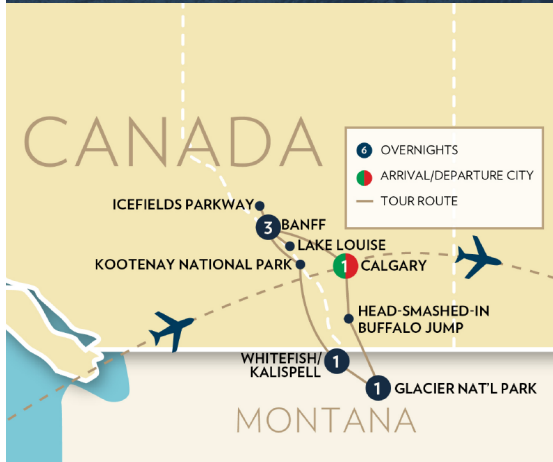 CANADA
6 OVERNIGHTS
ARRIVAL/DEPARTURE CITY
TOUR ROUTE
ICEFIELDS PARKWAY
3 BANFF
LAKE LOUISE
KOOTENAY NATIONAL PARK
1 CALGARY
HEAD-SMASHED-IN
BUFFALO JUMP
WHITEFISH/
KALISPELL
1
1 GLACIER NAT'L PARK
MONTANA